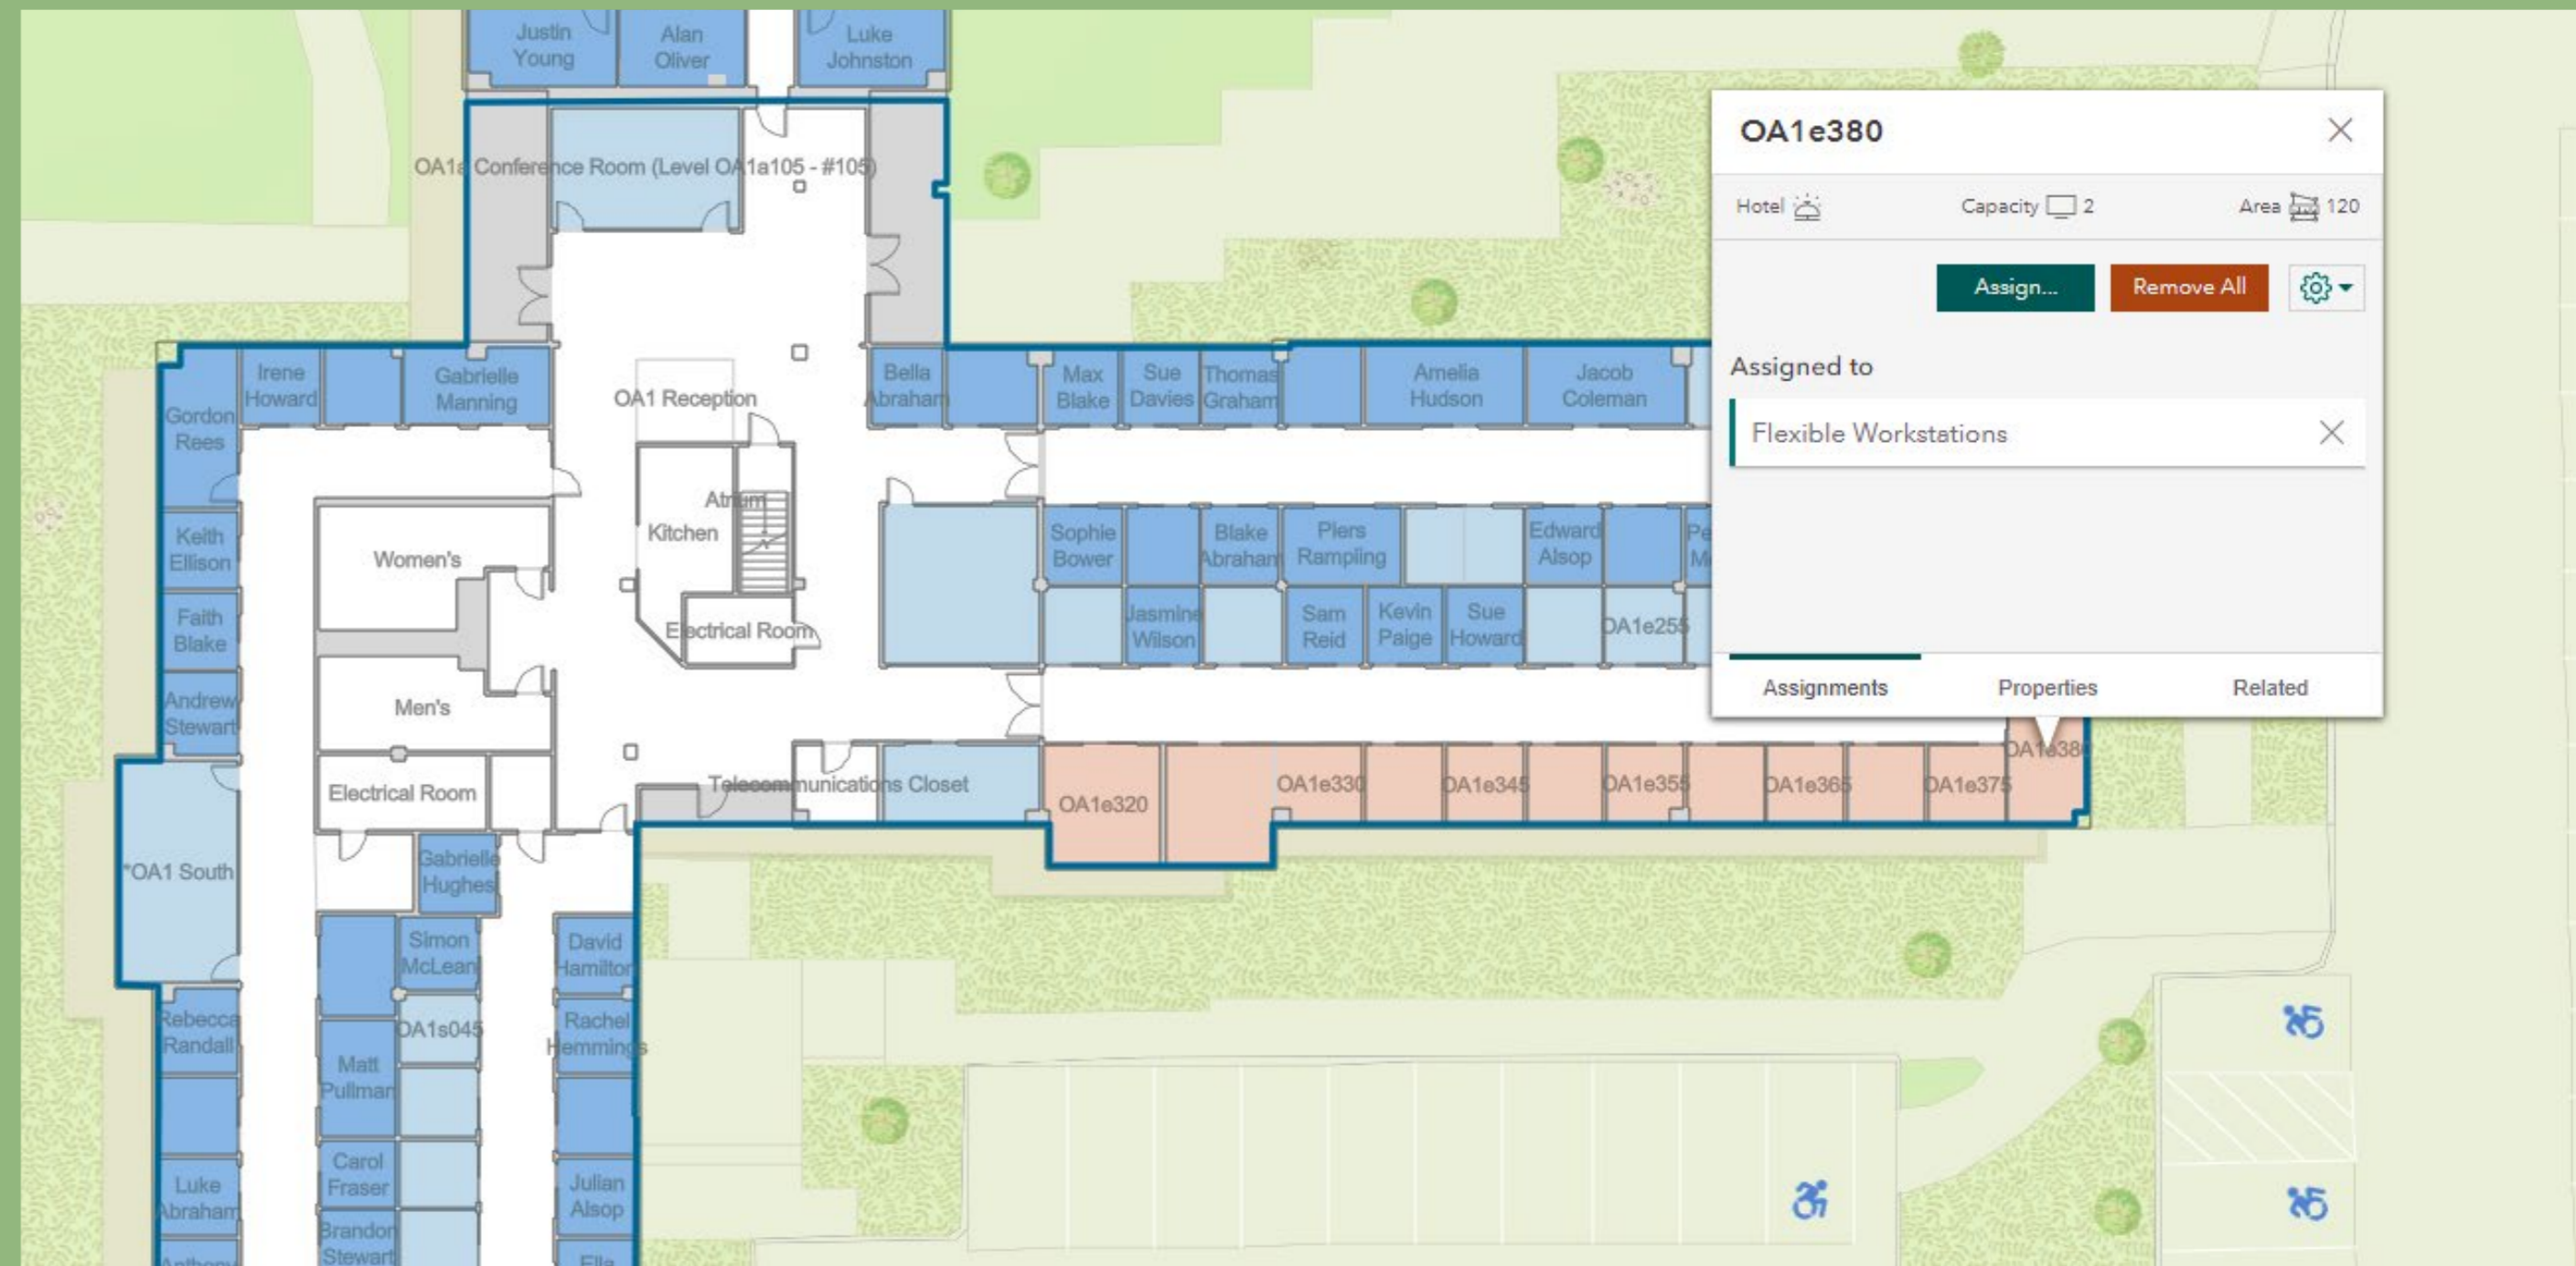 Justin
Young
Alan
Oliver
Luke
Johnston
OA1a Conference Room (Level OA1a105 - #105)
OA1e380
Hotel
Capacity 2
Area 120
Assign...
Remove All
Assigned to
Flexible Workstations
Assignments
Properties
Related
Gordon
Rees
Irene
Howard
Gabrielle
Manning
OA1 Reception
Bella
Abraham
Max
Blake
Sue
Davies
Thomas
Graham
Amelia
Hudson
Jacob
Coleman
Atrium
Kitchen
Women's
Keith
Ellison
Sophie
Bower
Blake
Abraham
Piers
Rampling
Edward
Alsop
Electrical Room
Faith
Blake
Jasmine
Wilson
Sam
Reid
Kevin
Paige
Sue
Howard
OA1e255
Andrew
Stewart
Men's
Electrical Room
Telecommunications Closet
OA1e320
OA1e330
OA1e345
OA1e355
OA1e365
OA1e375
OA1e380
*OA1 South
Gabrielle
Hughes
Simon
McLean
David
Hamilton
Rebecca
Randall
OA1s045
Rachel
Hemmings
Matt
Pullman
Luke
Abraham
Carol
Fraser
Julian
Alsop
Brandon
Stewart
Anthony
Ella